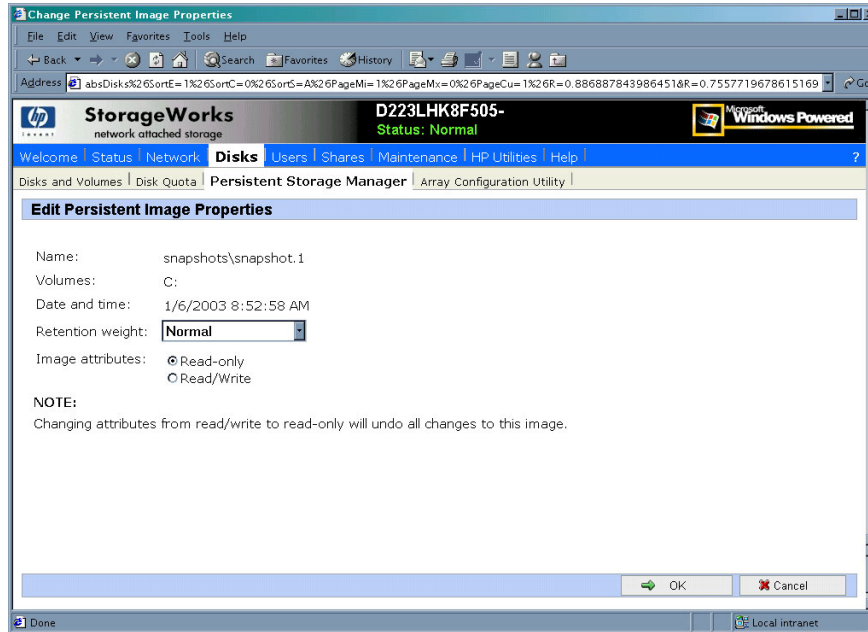 Change Persistent Image Properties
File Edit View Favorites Tools Help
Back Search Favorites History
Address absDisks%26SortE=1%26SortC=0%26SortS=A%26PageMi=1%26PageMx=0%26PageCu=1%26R=0.886887843986451&R=0.7557719678615169 Go
hp
invent
StorageWorks
network attached storage
D223LHK8F505-
Status: Normal
Microsoft
Windows Powered
Welcome Status Network Disks Users Shares Maintenance HP Utilities Help ?
Disks and Volumes Disk Quota Persistent Storage Manager Array Configuration Utility
Edit Persistent Image Properties
Name: snapshots\snapshot.1
Volumes: C:
Date and time: 1/6/2003 8:52:58 AM
Retention weight: Normal
Image attributes: Read-only
Read/Write
NOTE:
Changing attributes from read/write to read-only will undo all changes to this image.
OK Cancel
Done Local intranet